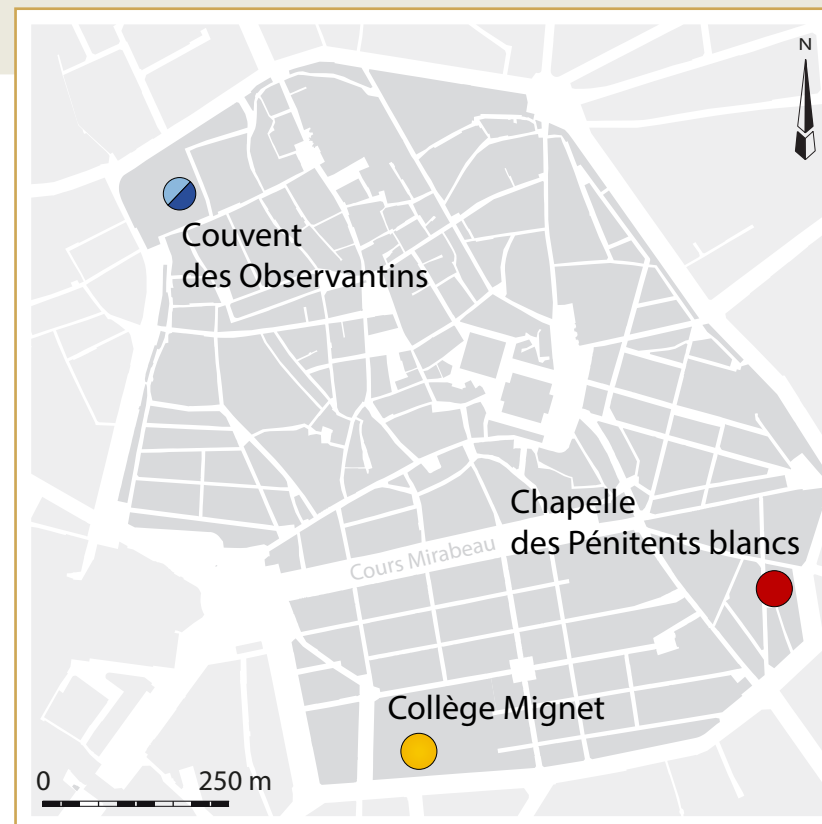 N
Couvent
des Observantins
Chapelle
des Pénitents blancs
Cours Mirabeau
Collège Mignet
0 250 m